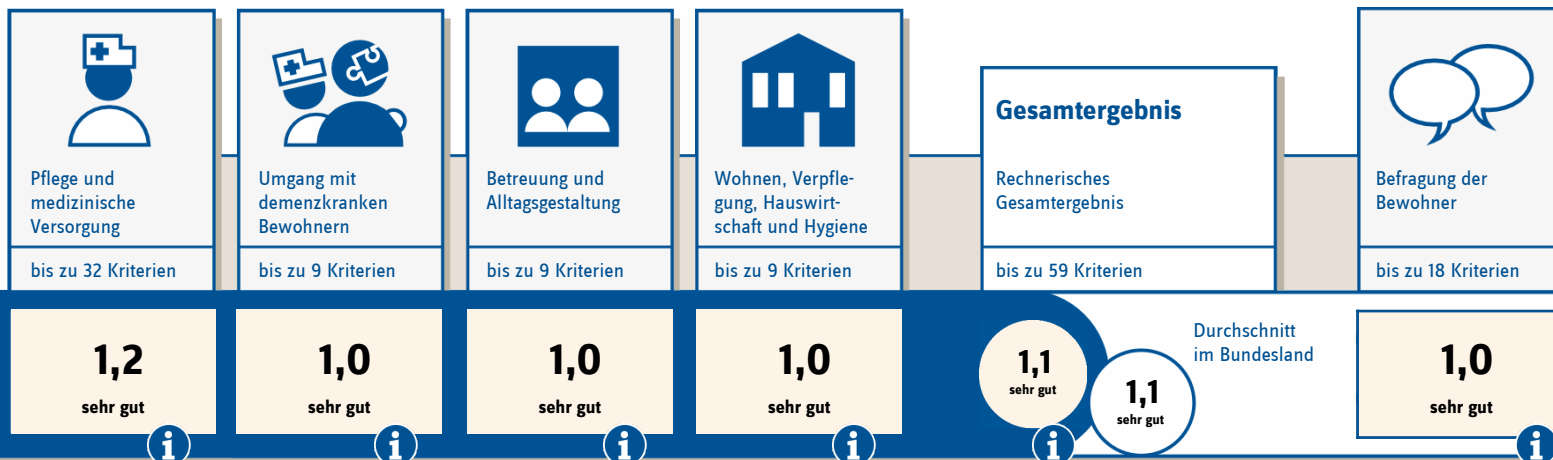 Pflege und
medizinische
Versorgung
bis zu 32 Kriterien
1,2
sehr gut
i
Umgang mit
demenzkranken
Bewohnern
bis zu 9 Kriterien
1,0
sehr gut
i
Betreuung und
Alltagsgestaltung
bis zu 9 Kriterien
1,0
sehr gut
i
Wohnen, Verpfle-
gung, Hauswirt-
schaft und Hygiene
bis zu 9 Kriterien
1,0
sehr gut
i
Gesamtergebnis
Rechnerisches
Gesamtergebnis
bis zu 59 Kriterien
1,1
sehr gut
i
Durchschnitt
im Bundesland
1,1
sehr gut
Befragung der
Bewohner
bis zu 18 Kriterien
1,0
sehr gut
i